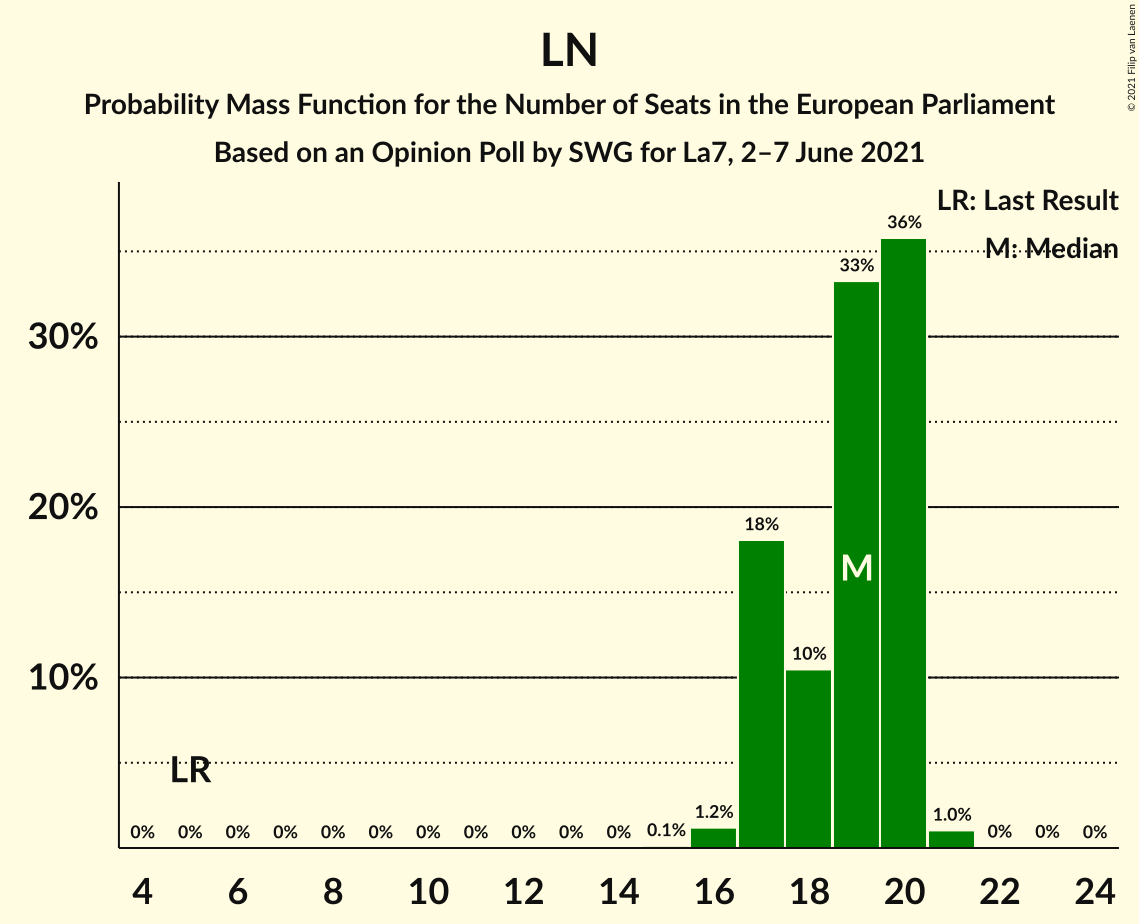 LN
Probability Mass Function for the Number of Seats in the European Parliament
Based on an Opinion Poll by SWG for La7, 2–7 June 2021
© 2021 Filip van Laenen
LR: Last Result
M: Median
36%
33%
30%
20%
18%
M
10%
10%
LR
0% 0% 0% 0% 0% 0% 0% 0% 0% 0% 0% 0.1% 1.2% 1.0% 0% 0% 0%
4 6 8 10 12 14 16 18 20 22 24